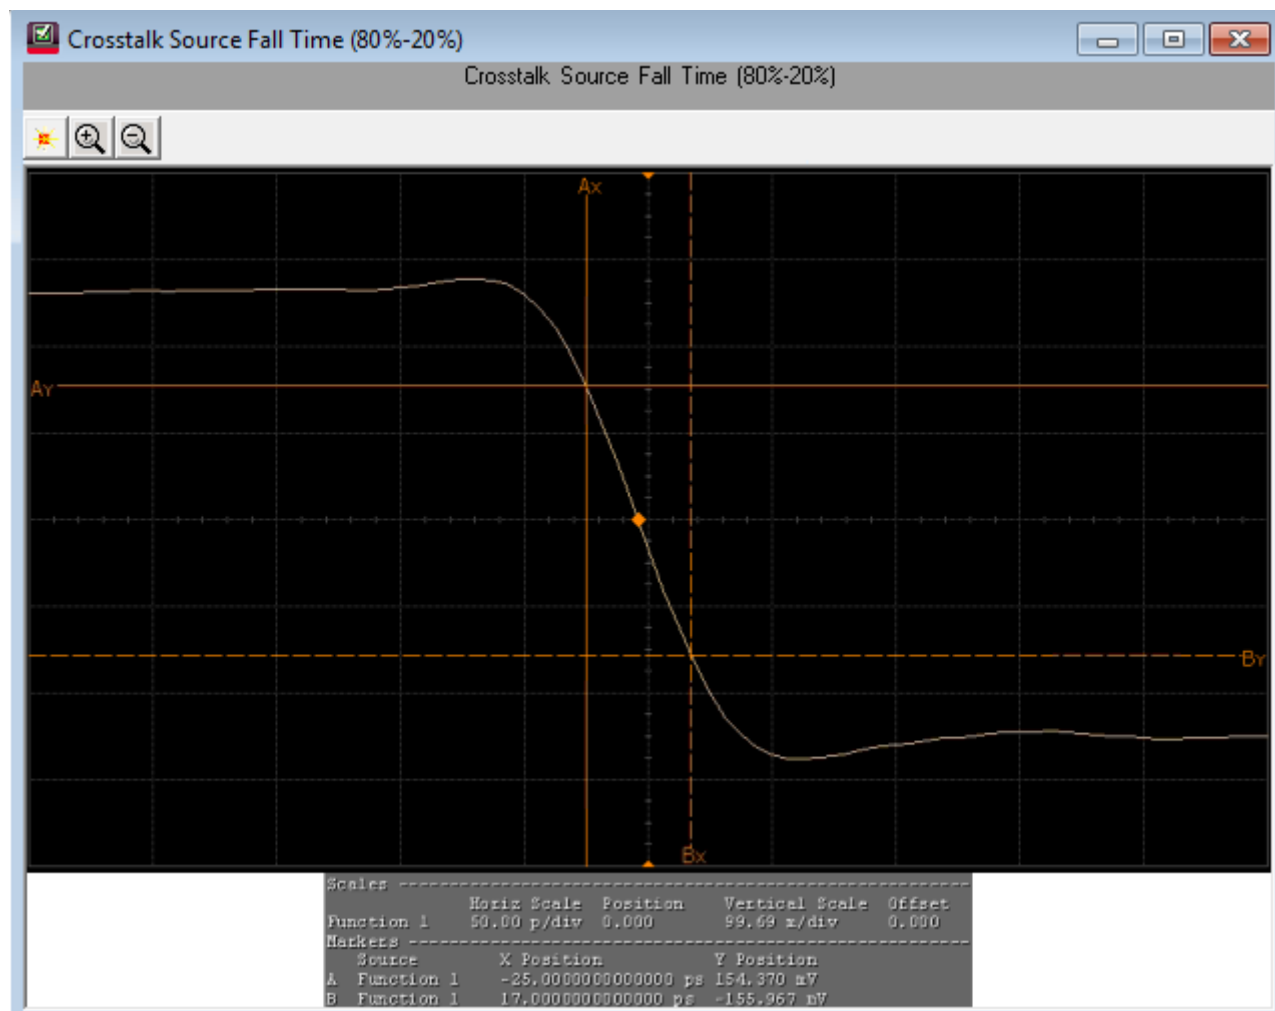 Crosstalk Source Fall Time (80%-20%)
Crosstalk Source Fall Time (80%-20%)
Ax
AY
BY
Bx
Scales
Horiz Scale Position Vertical Scale Offset
Function 1 50.00 p/div 0.000 99.69 m/div 0.000
Markers
Source X Position Y Position
A Function 1 -25.0000000000000 ps 154.370 mV
B Function 1 17.0000000000000 ps -155.967 mV